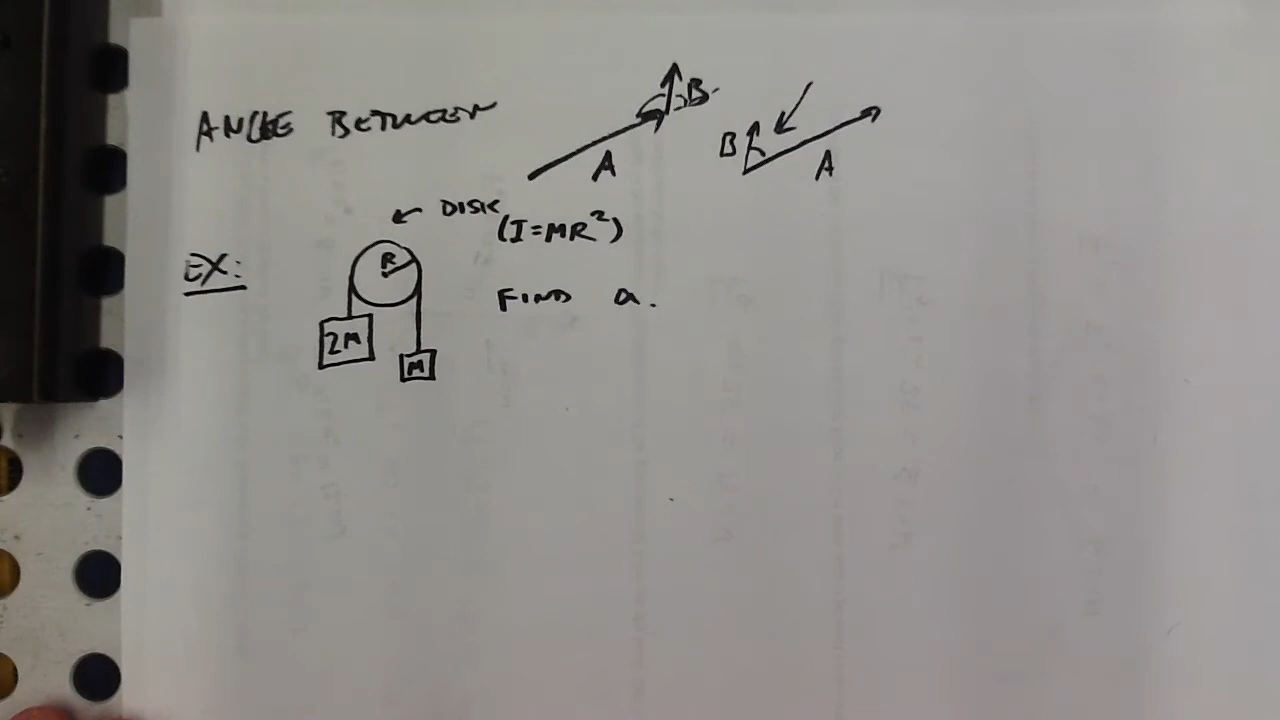 ANGLE BETWEEN
A
B
B
A
← DISK
(I=MR²)
EX:
R
FIND a.
2M
M